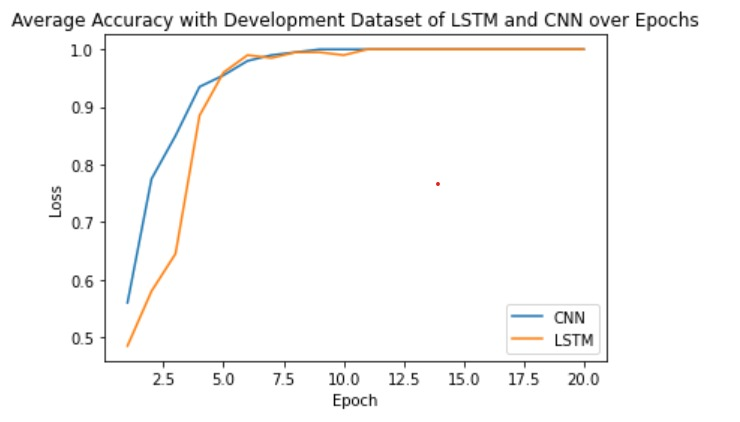 Average Accuracy with Development Dataset of LSTM and CNN over Epochs
1.0
0.9
0.8
0.7
0.6
0.5
Loss
CNN
LSTM
2.5 5.0 7.5 10.0 12.5 15.0 17.5 20.0
Epoch